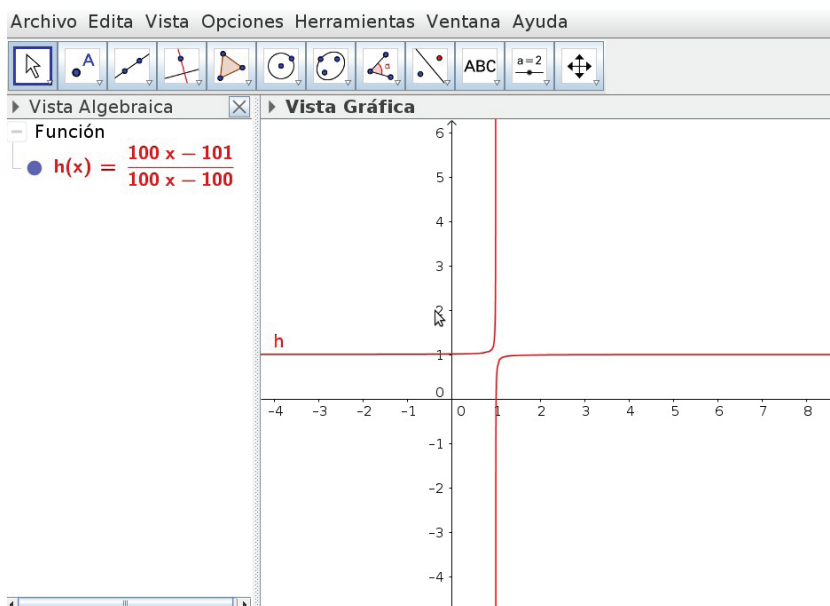 Archivo Edita Vista Opciones Herramientas Ventana Ayuda
A
α
ABC
a=2
Vista Algebraica
Vista Gráfica
Función
h(x) = (100 x − 101)/(100 x − 100)
h
6
5
4
3
2
1
0
−1
−2
−3
−4
−4 −3 −2 −1 0 1 2 3 4 5 6 7 8